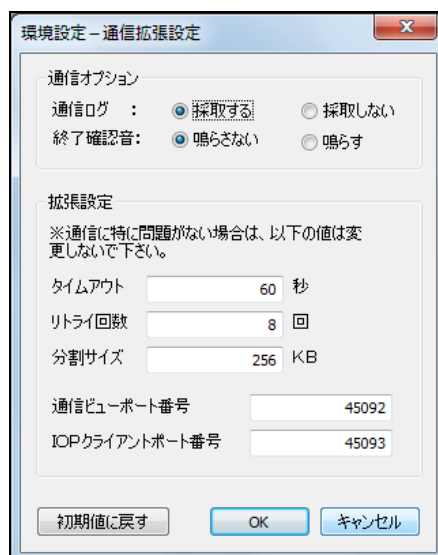 環境設定－通信拡張設定
通信オプション
通信ログ ： 採取する 採取しない
終了確認音： 鳴らさない 鳴らす
拡張設定
※通信に特に問題がない場合は、以下の値は変
更しないで下さい。
タイムアウト 60 秒
リトライ回数 8 回
分割サイズ 256 KB
通信ビューポート番号 45092
IOPクライアントポート番号 45093
初期値に戻す OK キャンセル